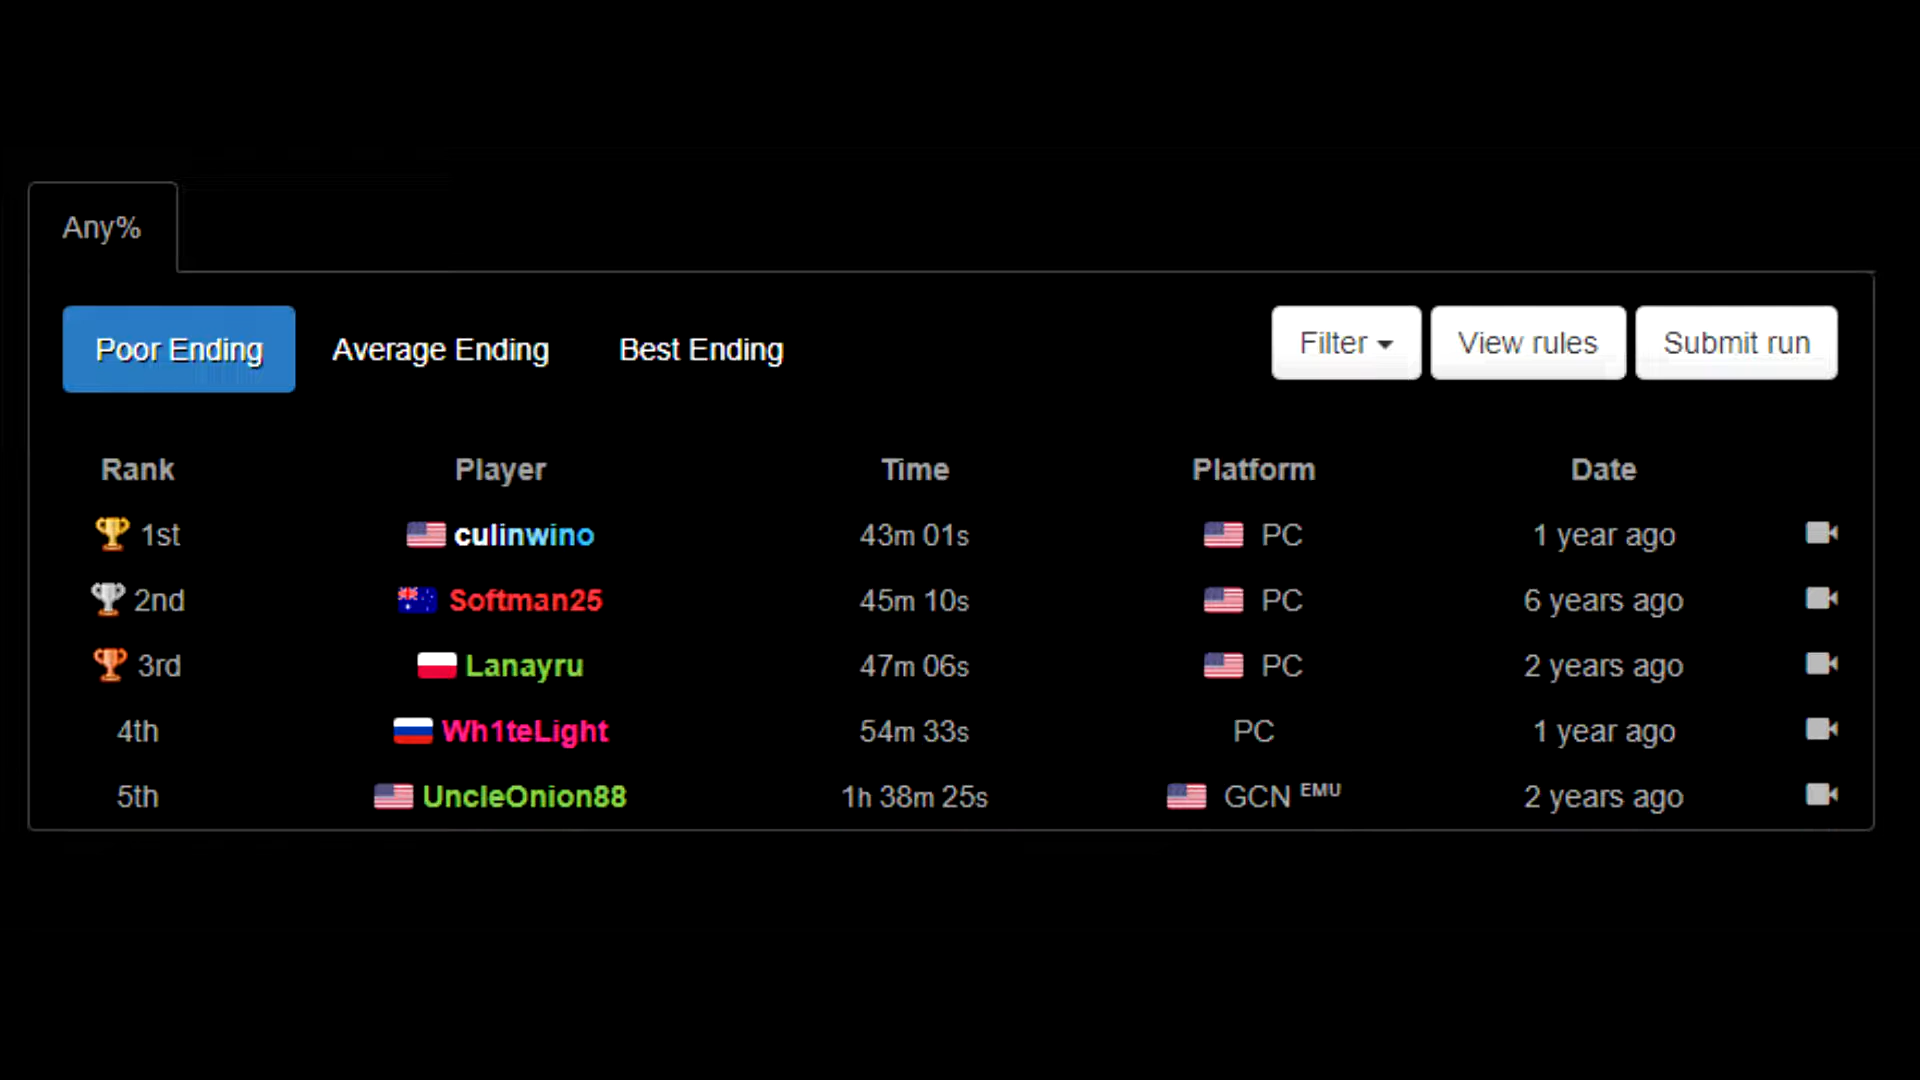 Any%
Poor Ending Average Ending Best Ending Filter View rules Submit run
Rank Player Time Platform Date
1st culinwino 43m 01s PC 1 year ago
2nd Softman25 45m 10s PC 6 years ago
3rd Lanayru 47m 06s PC 2 years ago
4th Wh1teLight 54m 33s PC 1 year ago
5th UncleOnion88 1h 38m 25s GCN EMU 2 years ago